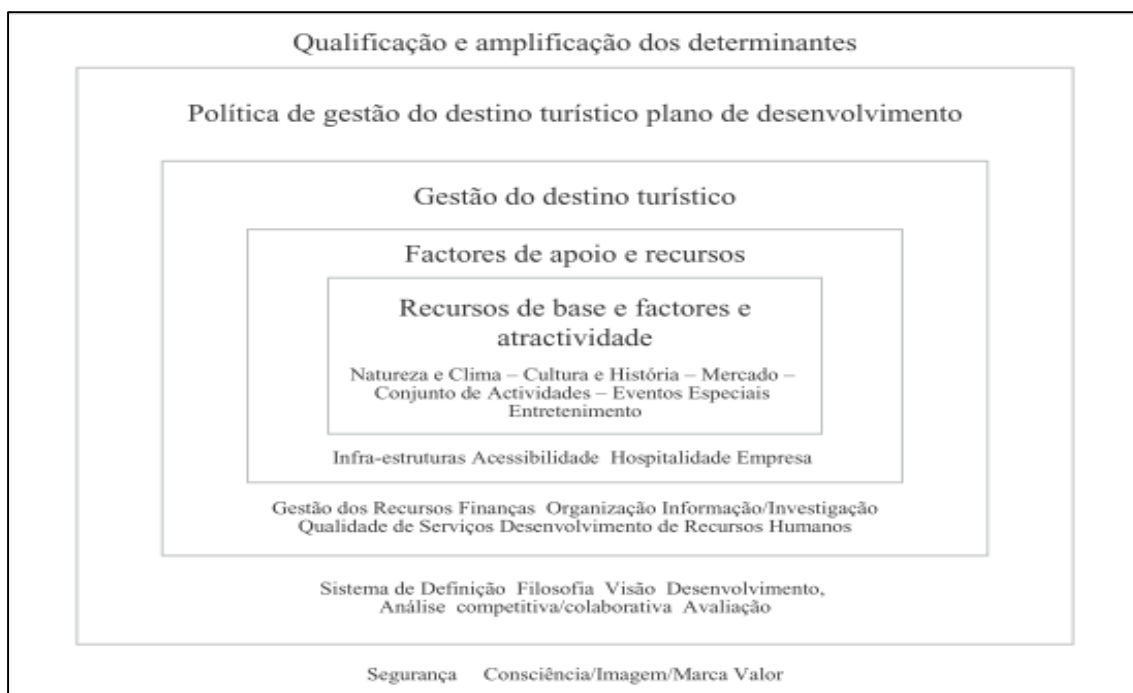 Qualificação e amplificação dos determinantes
Política de gestão do destino turístico plano de desenvolvimento
Gestão do destino turístico
Factores de apoio e recursos
Recursos de base e factores e
atractividade
Natureza e Clima – Cultura e História – Mercado –
Conjunto de Actividades – Eventos Especiais
Entretenimento
Infra-estruturas Acessibilidade Hospitalidade Empresa
Gestão dos Recursos Finanças Organização Informação/Investigação
Qualidade de Serviços Desenvolvimento de Recursos Humanos
Sistema de Definição Filosofia Visão Desenvolvimento,
Análise competitiva/colaborativa Avaliação
Segurança Consciência/Imagem/Marca Valor